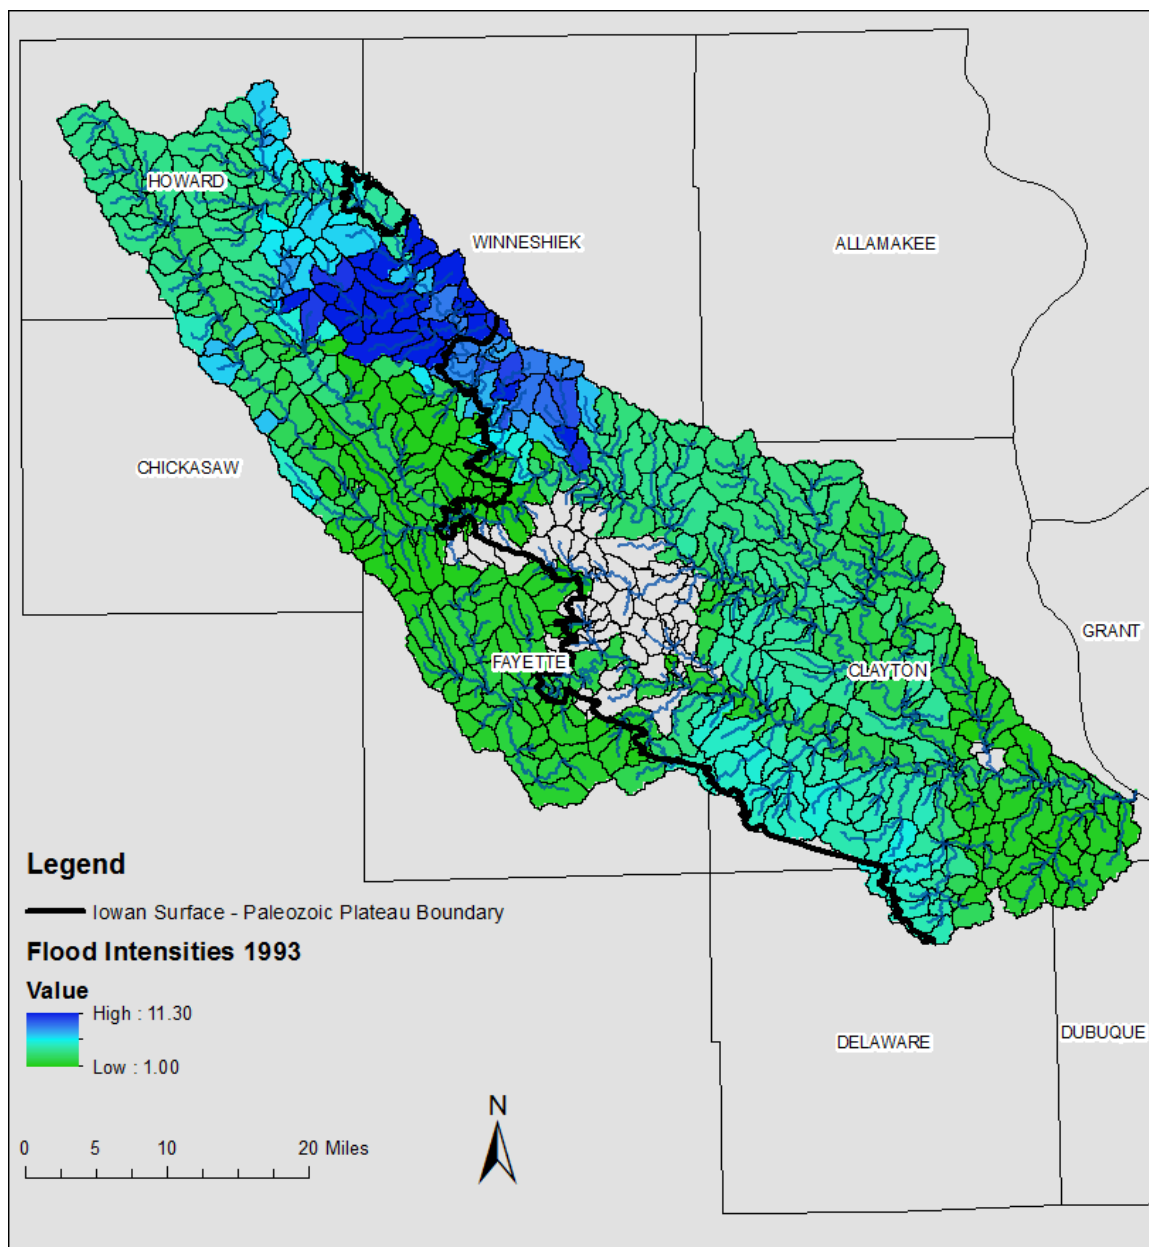 HOWARD
WINNESHIEK
ALLAMAKEE
CHICKASAW
GRANT
FAYETTE
CLAYTON
Legend
Iowan Surface - Paleozoic Plateau Boundary
Flood Intensities 1993
Value
High : 11.30
Low : 1.00
DELAWARE
DUBUQUE
N
0 5 10 20 Miles